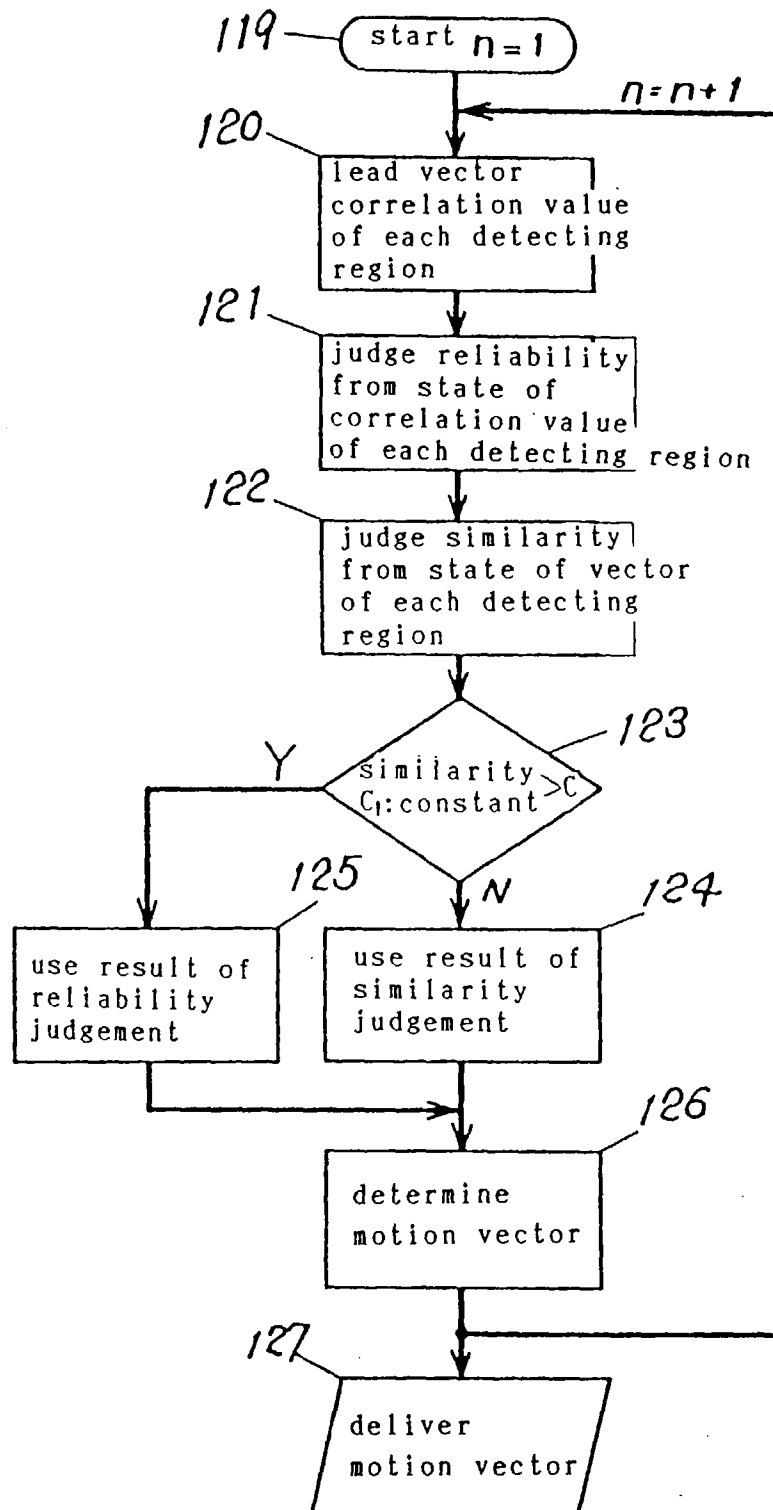 119
start n=1
n=n+1
120
lead vector
correlation value
of each detecting
region
121
judge reliability
from state of
correlation value
of each detecting region
122
judge similarity
from state of vector
of each detecting
region
123
Y
similarity >C
C1:constant
N
125
124
use result of
reliability
judgement
use result of
similarity
judgement
126
determine
motion vector
127
deliver
motion vector